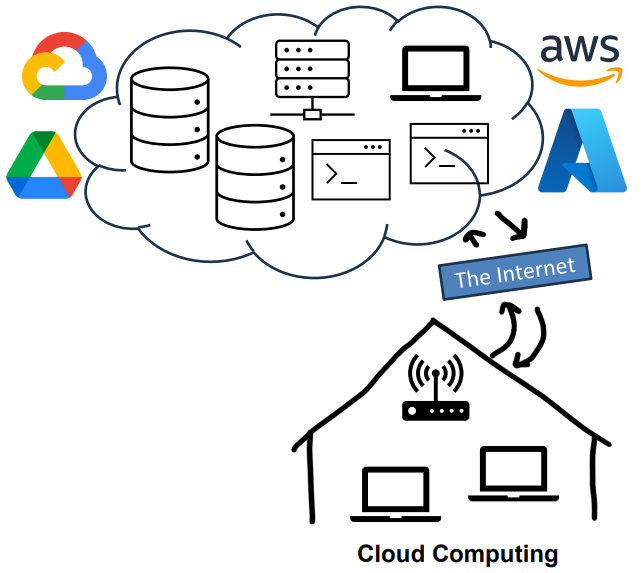 aws
>_
>_
The Internet
Cloud Computing